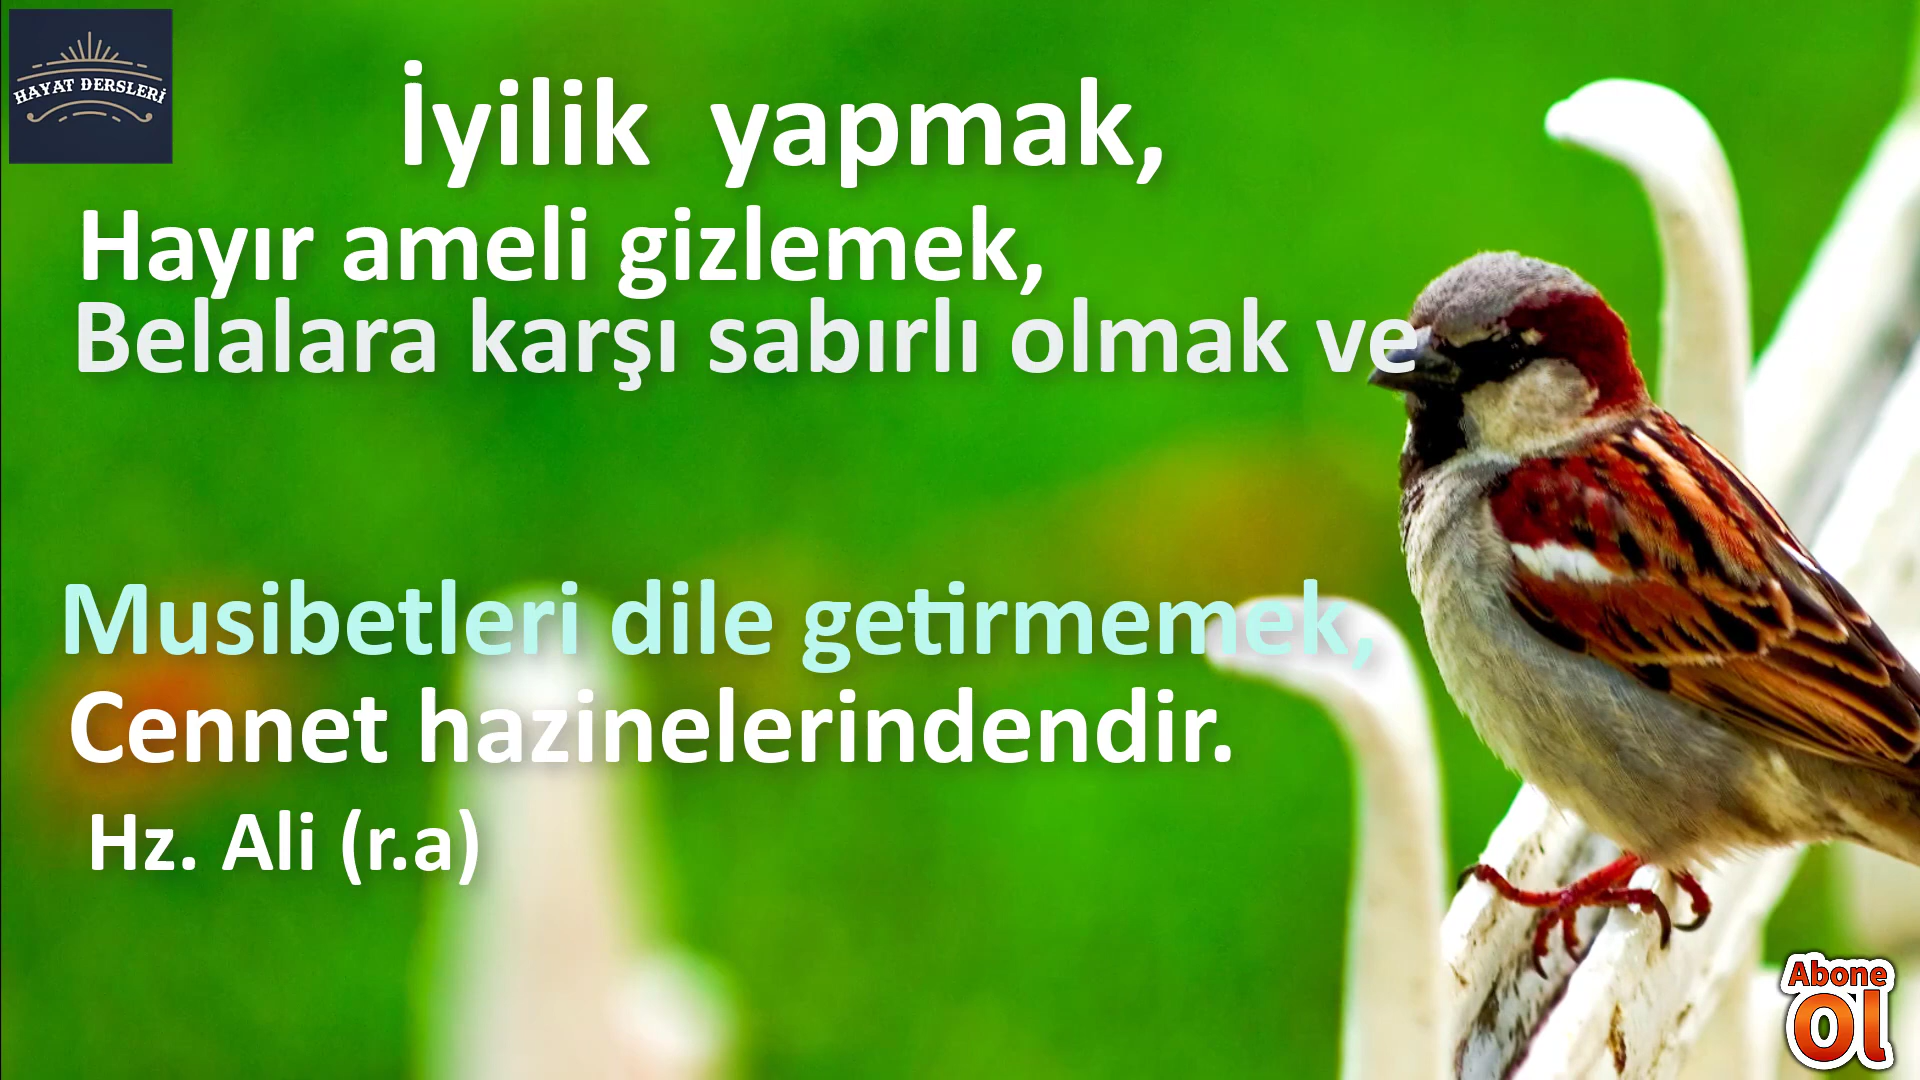 HAYAT DERSLERİ
İyilik yapmak,
Hayır ameli gizlemek,
Belalara karşı sabırlı olmak ve
Musibetleri dile getirmemek,
Cennet hazinelerindendir.
Hz. Ali (r.a)
Abone
Ol